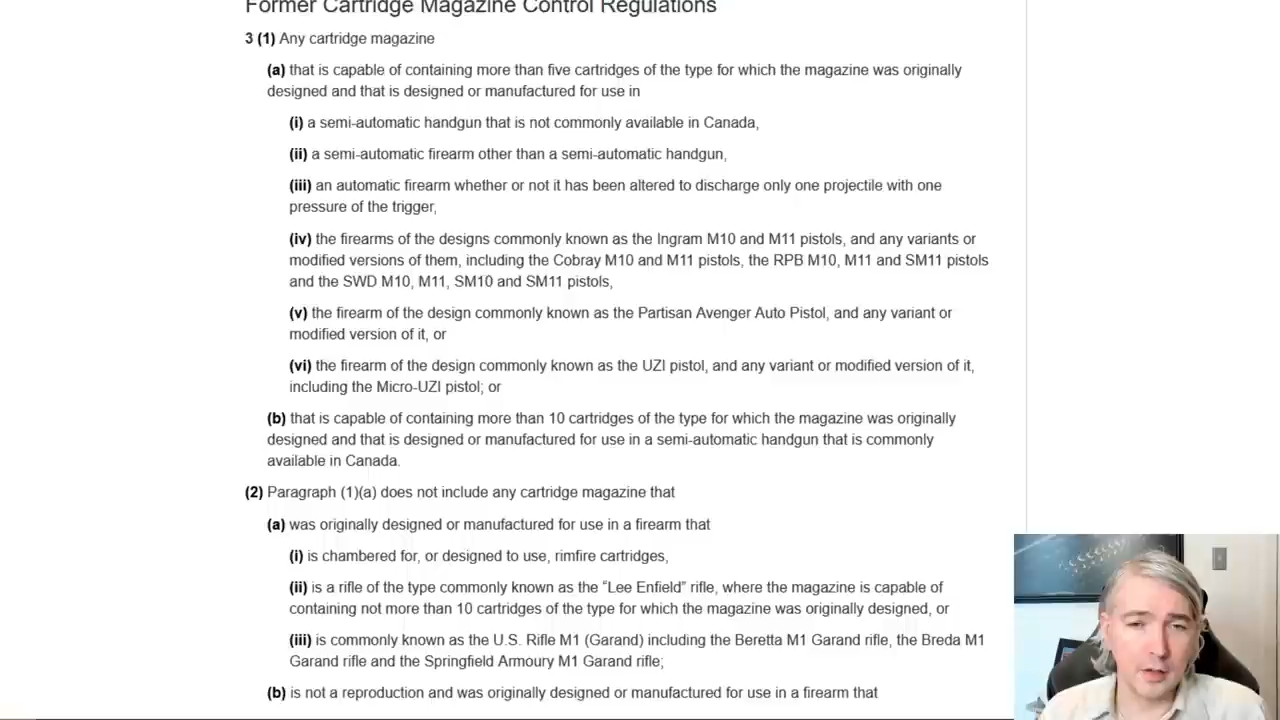 Former Cartridge Magazine Control Regulations
3 (1) Any cartridge magazine
(a) that is capable of containing more than five cartridges of the type for which the magazine was originally
designed and that is designed or manufactured for use in
(i) a semi-automatic handgun that is not commonly available in Canada,
(ii) a semi-automatic firearm other than a semi-automatic handgun,
(iii) an automatic firearm whether or not it has been altered to discharge only one projectile with one
pressure of the trigger,
(iv) the firearms of the designs commonly known as the Ingram M10 and M11 pistols, and any variants or
modified versions of them, including the Cobray M10 and M11 pistols, the RPB M10, M11 and SM11 pistols
and the SWD M10, M11, SM10 and SM11 pistols,
(v) the firearm of the design commonly known as the Partisan Avenger Auto Pistol, and any variant or
modified version of it, or
(vi) the firearm of the design commonly known as the UZI pistol, and any variant or modified version of it,
including the Micro-UZI pistol; or
(b) that is capable of containing more than 10 cartridges of the type for which the magazine was originally
designed and that is designed or manufactured for use in a semi-automatic handgun that is commonly
available in Canada.
(2) Paragraph (1)(a) does not include any cartridge magazine that
(a) was originally designed or manufactured for use in a firearm that
(i) is chambered for, or designed to use, rimfire cartridges,
(ii) is a rifle of the type commonly known as the “Lee Enfield” rifle, where the magazine is capable of
containing not more than 10 cartridges of the type for which the magazine was originally designed, or
(iii) is commonly known as the U.S. Rifle M1 (Garand) including the Beretta M1 Garand rifle, the Breda M1
Garand rifle and the Springfield Armoury M1 Garand rifle;
(b) is not a reproduction and was originally designed or manufactured for use in a firearm that